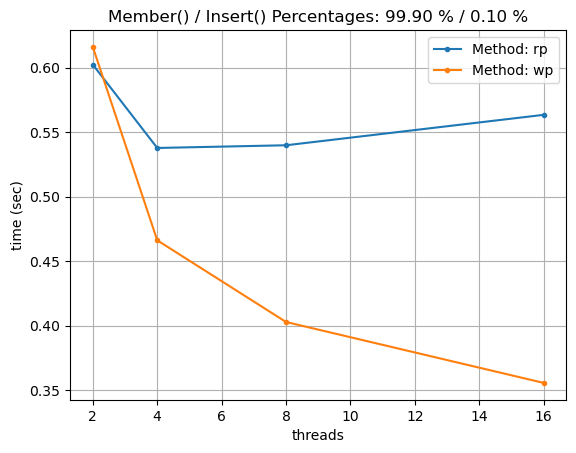 Member() / Insert() Percentages: 99.90 % / 0.10 %
Method: rp
Method: wp
time (sec)
0.60
0.55
0.50
0.45
0.40
0.35
2 4 6 8 10 12 14 16
threads